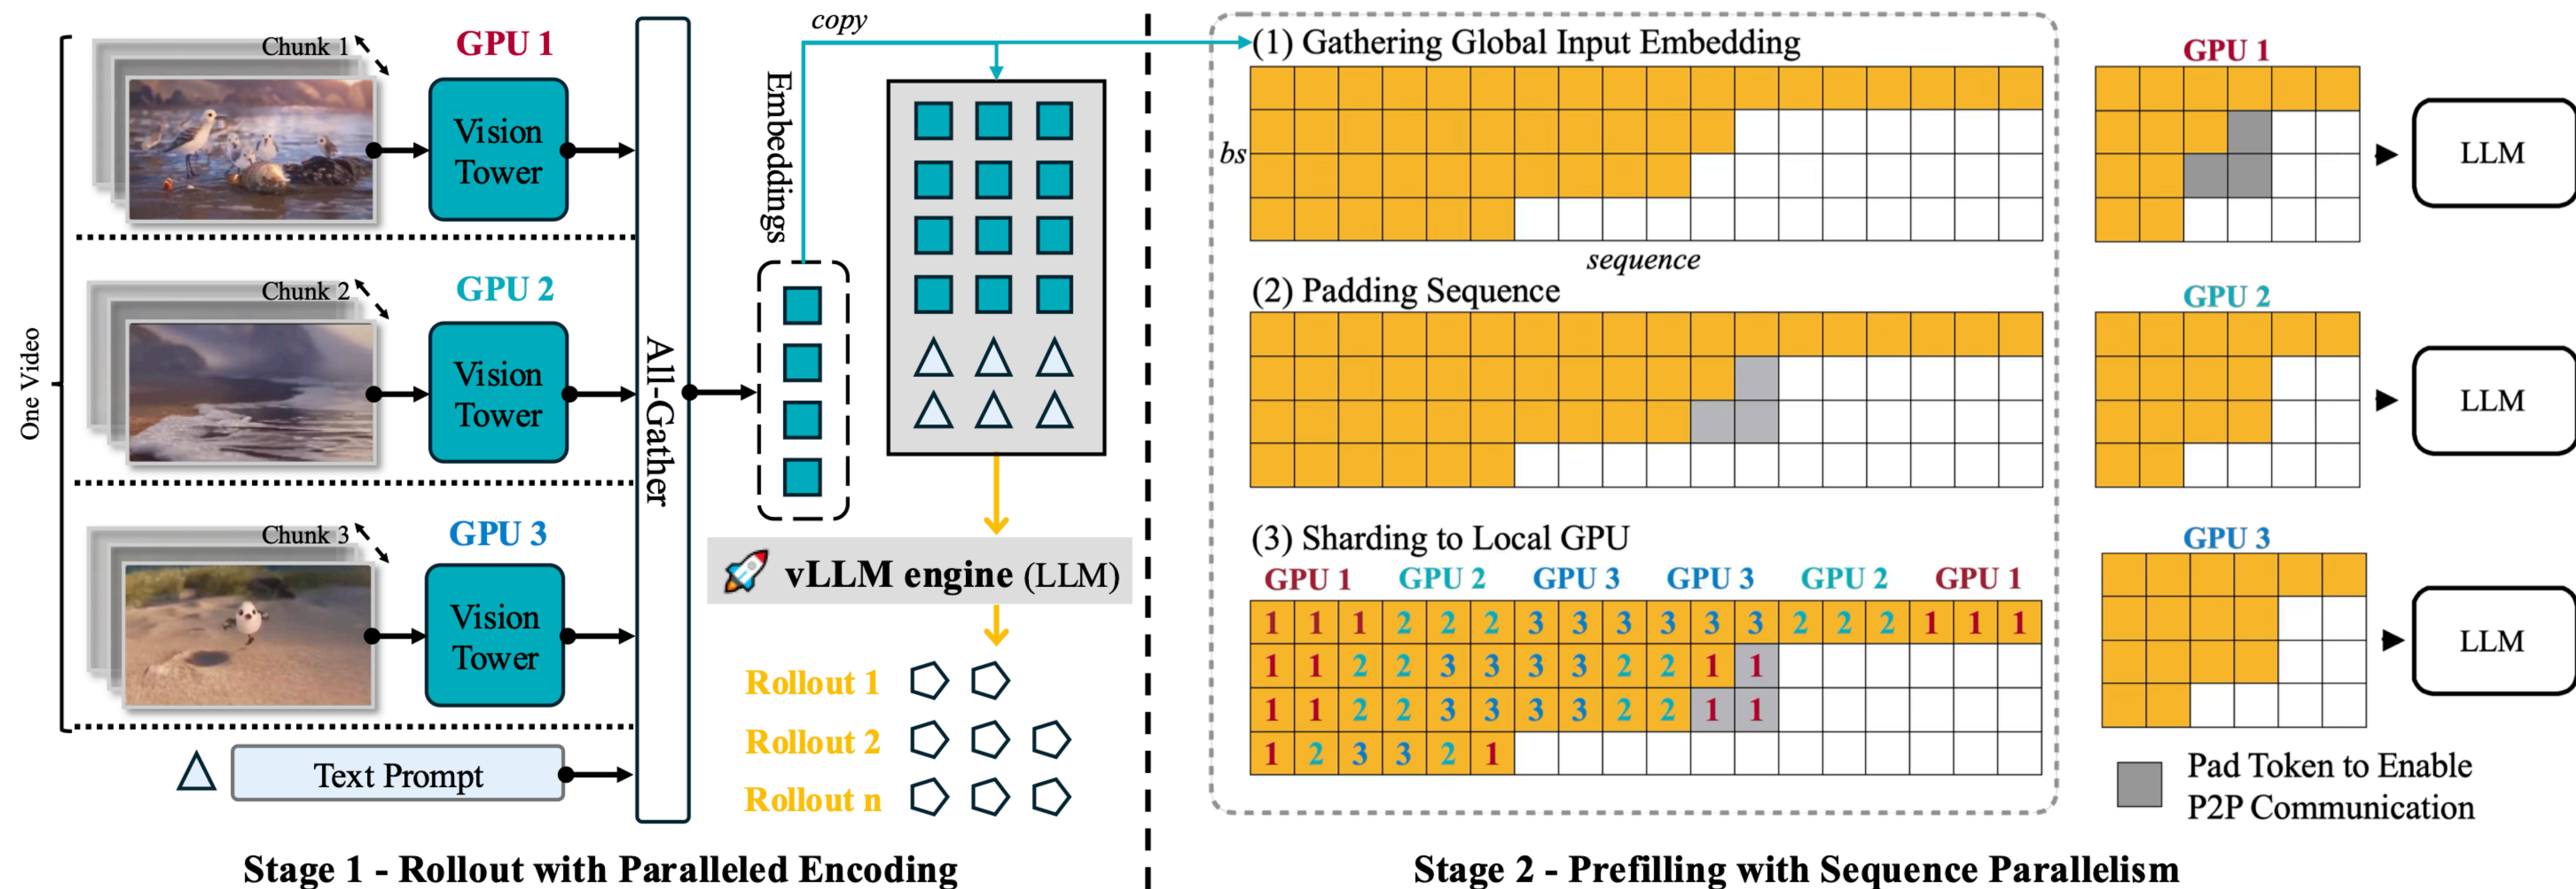 One Video
Chunk 1
GPU 1
Vision
Tower
Chunk 2
GPU 2
Vision
Tower
Chunk 3
GPU 3
Vision
Tower
Text Prompt
All-Gather
Embeddings
copy
vLLM engine (LLM)
Rollout 1
Rollout 2
Rollout n
Stage 1 - Rollout with Paralleled Encoding
(1) Gathering Global Input Embedding
bs
sequence
(2) Padding Sequence
(3) Sharding to Local GPU
GPU 1 GPU 2 GPU 3 GPU 3 GPU 2 GPU 1
1 1 1 2 2 2 3 3 3 3 3 3 2 2 2 1 1 1
1 1 2 2 3 3 3 3 2 2 1 1
1 1 2 2 3 3 3 3 2 2 1 1
1 2 3 3 2 1
GPU 1
LLM
GPU 2
LLM
GPU 3
LLM
Pad Token to Enable
P2P Communication
Stage 2 - Prefilling with Sequence Parallelism